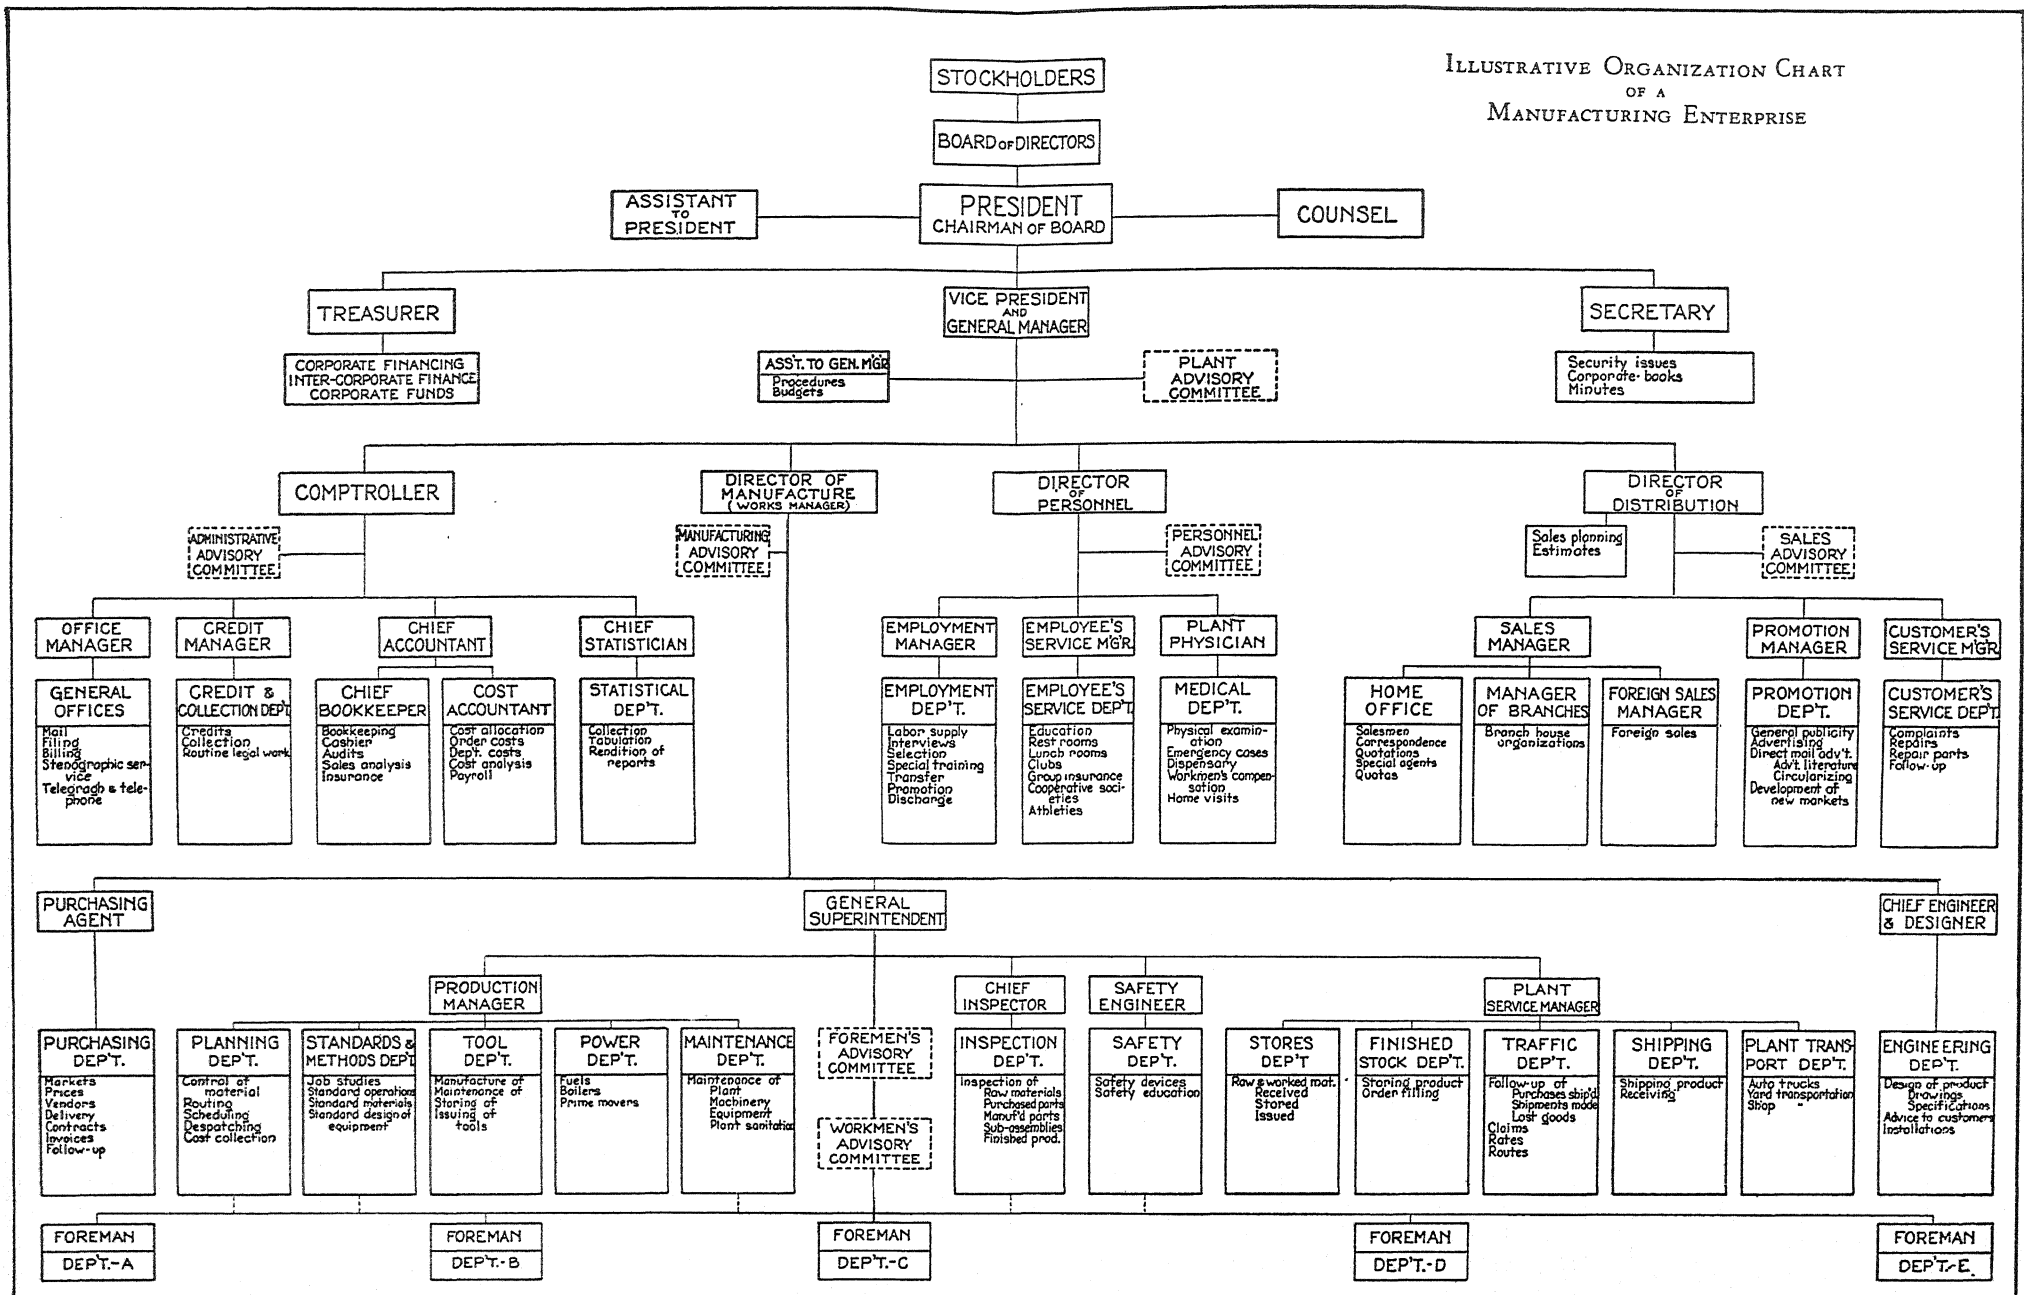 ILLUSTRATIVE ORGANIZATION CHART
OF A
MANUFACTURING ENTERPRISE
STOCKHOLDERS
BOARD OF DIRECTORS
ASSISTANT
TO
PRESIDENT
PRESIDENT
CHAIRMAN OF BOARD
COUNSEL
TREASURER
CORPORATE FINANCING
INTER-CORPORATE FINANCE
CORPORATE FUNDS
VICE PRESIDENT
AND
GENERAL MANAGER
SECRETARY
Security issues
Corporate books
Minutes
ASS'T. TO GEN. M'G'R.
Procedures
Budgets
PLANT
ADVISORY
COMMITTEE
COMPTROLLER
DIRECTOR OF
MANUFACTURE
(WORKS MANAGER)
DIRECTOR
OF
PERSONNEL
DIRECTOR
OF
DISTRIBUTION
ADMINISTRATIVE
ADVISORY
COMMITTEE
MANUFACTURING
ADVISORY
COMMITTEE
PERSONNEL
ADVISORY
COMMITTEE
Sales planning
Estimates
SALES
ADVISORY
COMMITTEE
OFFICE
MANAGER
CREDIT
MANAGER
CHIEF
ACCOUNTANT
CHIEF
STATISTICIAN
EMPLOYMENT
MANAGER
EMPLOYEE'S
SERVICE M'G'R.
PLANT
PHYSICIAN
SALES
MANAGER
PROMOTION
MANAGER
CUSTOMER'S
SERVICE M'G'R.
GENERAL
OFFICES
Mail
Filing
Billing
Stenographic ser-
vice
Telegragh & tele-
phone
CREDIT &
COLLECTION DEP'T.
Credits
Collection
Routine legal work
CHIEF
BOOKKEEPER
Bookkeeping
Cashier
Audits
Sales analysis
Insurance
COST
ACCOUNTANT
Cost allocation
Order costs
Dep't. costs
Cost analysis
Payroll
STATISTICAL
DEP'T.
Collection
Tabulation
Rendition of
reports
EMPLOYMENT
DEP'T.
Labor supply
Interviews
Selection
Special training
Transfer
Promotion
Discharge
EMPLOYEE'S
SERVICE DEP'T.
Education
Rest rooms
Lunch rooms
Clubs
Group insurance
Cooperative soci-
eties
Athleties
MEDICAL
DEP'T.
Physical examin-
ation
Emergency cases
Dispensary
Workmen's compen-
sation
Home visits
HOME
OFFICE
Salesmen
Correspondence
Quotations
Special agents
Quotas
MANAGER
OF BRANCHES
Branch house
organizations
FOREIGN SALES
MANAGER
Foreign sales
PROMOTION
DEP'T.
General publicity
Advertising
Direct mail adv't.
Adv't. literature
Circularizing
Development of
new markets
CUSTOMER'S
SERVICE DEP'T.
Complaints
Repairs
Repair parts
Follow-up
PURCHASING
AGENT
GENERAL
SUPERINTENDENT
CHIEF ENGINEER
& DESIGNER
PRODUCTION
MANAGER
CHIEF
INSPECTOR
SAFETY
ENGINEER
PLANT
SERVICE MANAGER
PURCHASING
DEP'T.
Markets
Prices
Vendors
Delivery
Contracts
Invoices
Follow-up
PLANNING
DEP'T.
Control of
material
Routing
Scheduling
Despatching
Cost collection
STANDARDS &
METHODS DEP'T
Job studies
Standard operations
Standard materials
Standard design of
equipment
TOOL
DEP'T.
Manufacture of
Maintenance of
Storing of
Issuing of
tools
POWER
DEP'T.
Fuels
Boilers
Prime movers
MAINTENANCE
DEP'T.
Maintenance of
Plant
Machinery
Equipment
Plant sanitation
FOREMEN'S
ADVISORY
COMMITTEE
WORKMEN'S
ADVISORY
COMMITTEE
INSPECTION
DEP'T.
Inspection of
Raw materials
Purchased parts
Manuf'd parts
Sub-assemblies
Finished prod.
SAFETY
DEP'T.
Safety devices
Safety education
STORES
DEP'T
Raw & worked mat.
Received
Stored
Issued
FINISHED
STOCK DEP'T.
Storing product
Order filling
TRAFFIC
DEP'T.
Follow-up of
Purchases ship'd
Shipments made
Lost goods
Claims
Rates
Routes
SHIPPING
DEP'T.
Shipping product
Receiving
PLANT TRANS-
PORT DEP'T.
Auto trucks
Yard transportation
Shop "
ENGINEERING
DEP'T.
Design of product
Drawings
Specifications
Advice to customers
Installations
FOREMAN
DEP'T.-A
FOREMAN
DEP'T.-B
FOREMAN
DEP'T.-C
FOREMAN
DEP'T.-D
FOREMAN
DEP'T.-E.